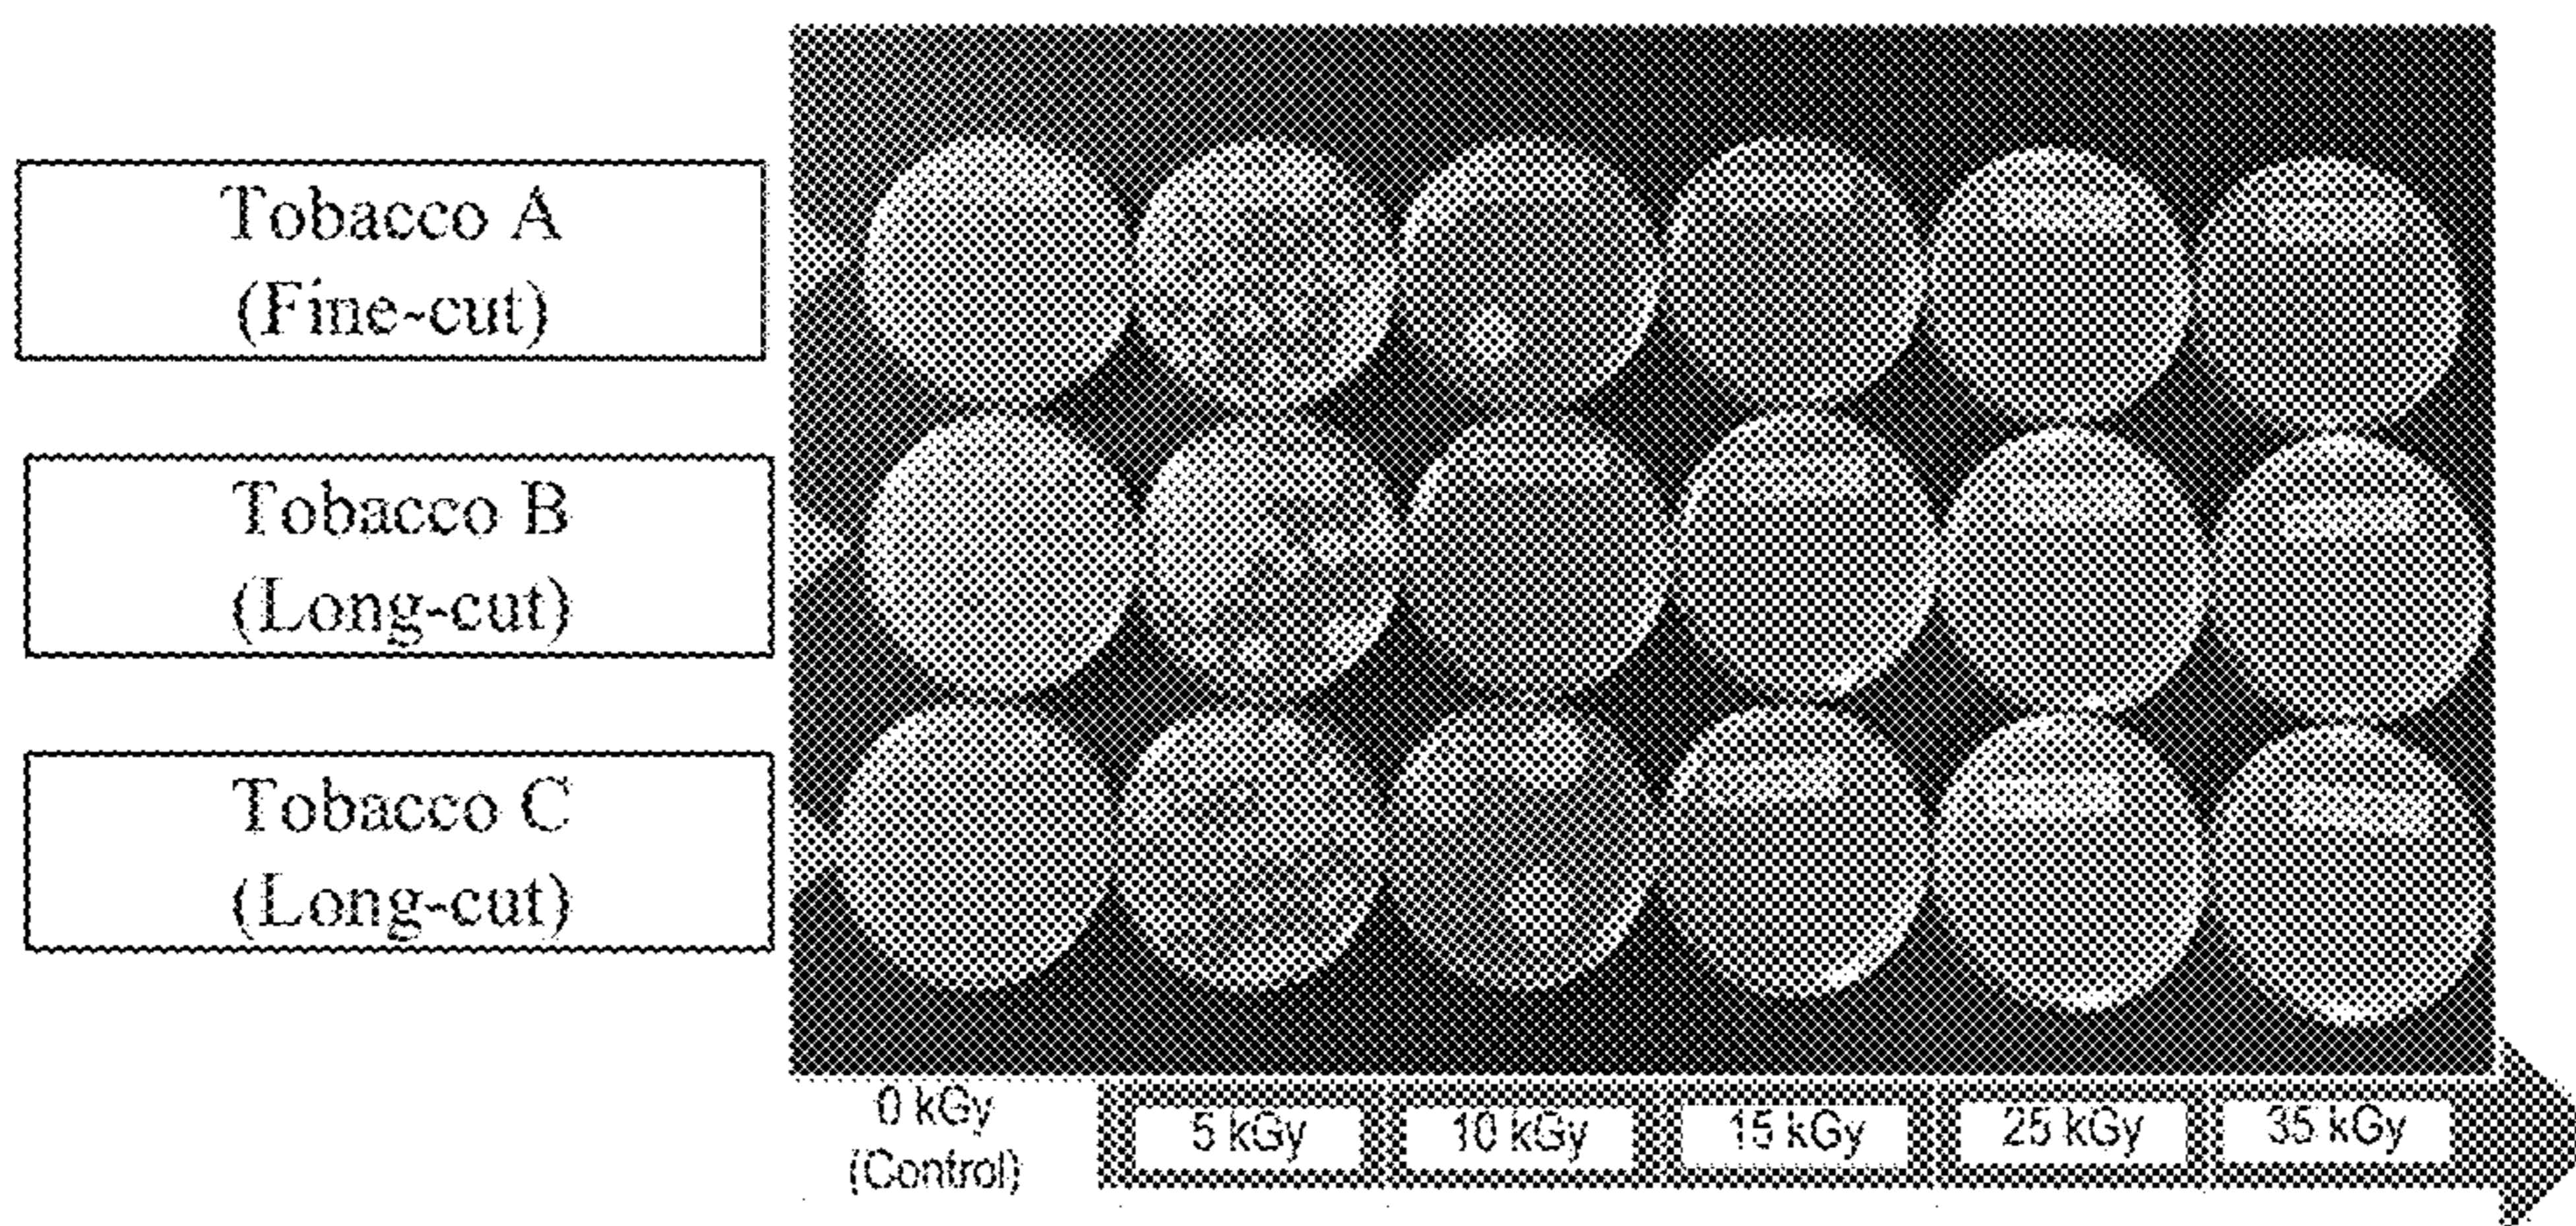 Tobacco A
(Fine-cut)
Tobacco B
(Long-cut)
Tobacco C
(Long-cut)
0 kGy
(Control)
5 kGy
10 kGy
15 kGy
25 kGy
35 kGy